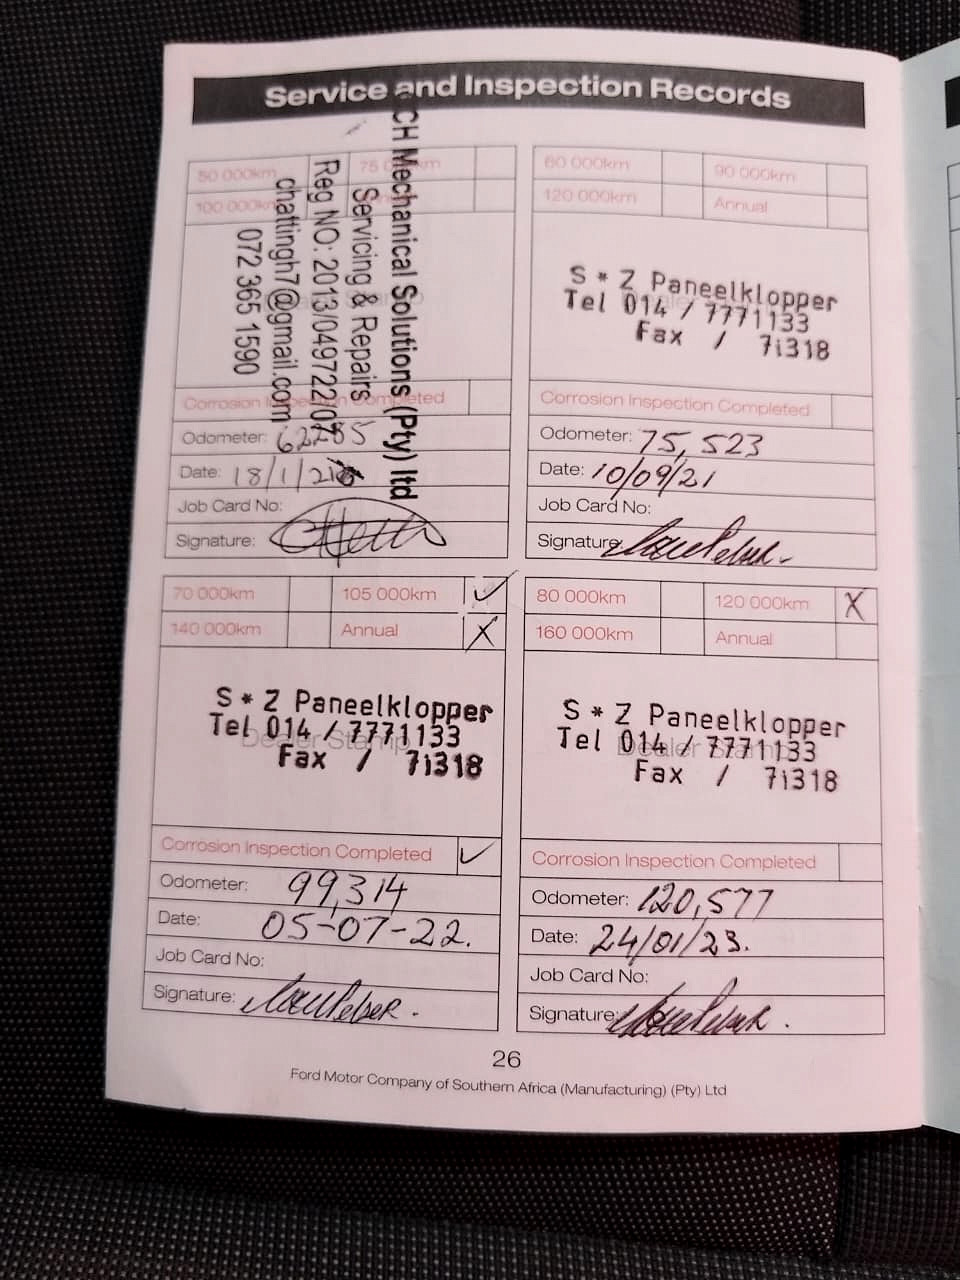 Service and Inspection Records
50 000km
75 000km
100 000km
CH Mechanical Solutions (Pty) ltd
Servicing & Repairs
Reg NO: 2013/049722/07
chattingh7@gmail.com
072 365 1590
Corrosion Inspection Completed
Odometer:
Date: 18/1/21
Job Card No:
Signature:
60 000km
90 000km
120 000km
Annual
S * Z Paneelklopper
Tel 014 / 7771133
Fax / 71318
Corrosion Inspection Completed
Odometer: 75,523
Date: 10/09/21
Job Card No:
Signature:
70 000km
105 000km ✓
140 000km
Annual X
Dealer Stamp
S * Z Paneelklopper
Tel 014 / 7771133
Fax / 71318
Corrosion Inspection Completed ✓
Odometer: 99,314
Date: 05-07-22.
Job Card No:
Signature:
80 000km
120 000km X
160 000km
Annual
Dealer Stamp
S * Z Paneelklopper
Tel 014 / 7771133
Fax / 71318
Corrosion Inspection Completed
Odometer: 120,577
Date: 24/01/23.
Job Card No:
Signature:
26
Ford Motor Company of Southern Africa (Manufacturing) (Pty) Ltd